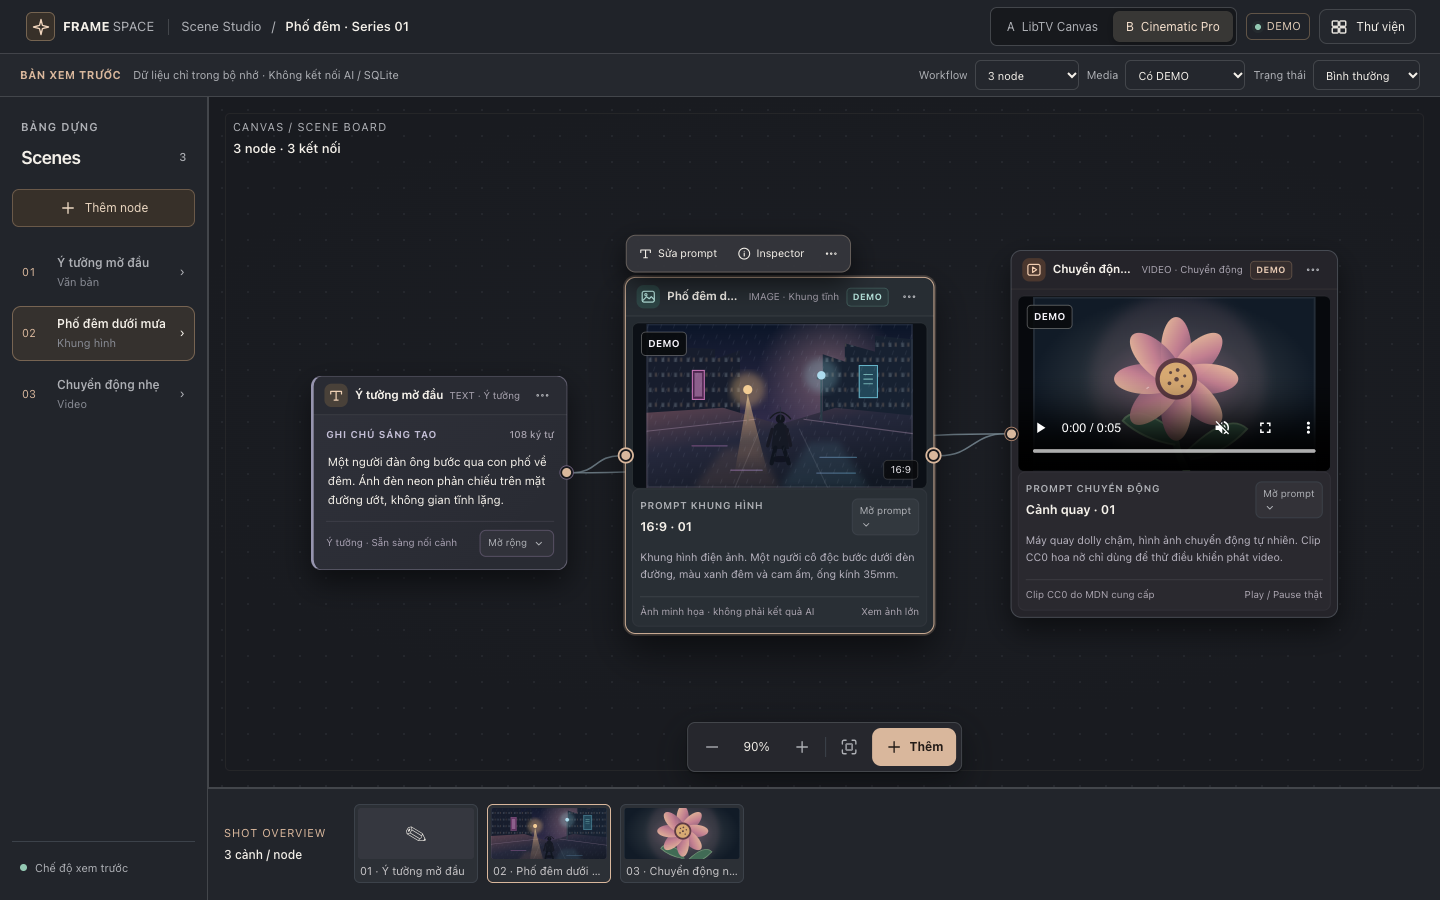 FRAME SPACE
Scene Studio / Phố đêm · Series 01
A LibTV Canvas
B Cinematic Pro
DEMO
Thư viện
BẢN XEM TRƯỚC
Dữ liệu chỉ trong bộ nhớ · Không kết nối AI / SQLite
Workflow
3 node
Media
Có DEMO
Trạng thái
Bình thường
BẢNG DỰNG
Scenes
3
Thêm node
01
Ý tưởng mở đầu
Văn bản
02
Phố đêm dưới mưa
Khung hình
03
Chuyển động nhẹ
Video
Chế độ xem trước
CANVAS / SCENE BOARD
3 node · 3 kết nối
Ý tưởng mở đầu
TEXT · Ý tưởng
GHI CHÚ SÁNG TẠO
108 ký tự
Một người đàn ông bước qua con phố về
đêm. Ánh đèn neon phản chiếu trên mặt
đường ướt, không gian tĩnh lặng.
Ý tưởng · Sẵn sàng nối cảnh
Mở rộng
Sửa prompt
Inspector
Phố đêm d...
IMAGE · Khung tĩnh
DEMO
DEMO
16:9
PROMPT KHUNG HÌNH
16:9 · 01
Mở prompt
Khung hình điện ảnh. Một người cô độc bước dưới đèn
đường, màu xanh đêm và cam ấm, ống kính 35mm.
Ảnh minh họa · không phải kết quả AI
Xem ảnh lớn
Chuyển độn...
VIDEO · Chuyển động
DEMO
DEMO
0:00 / 0:05
PROMPT CHUYỂN ĐỘNG
Cảnh quay · 01
Mở prompt
Máy quay dolly chậm, hình ảnh chuyển động tự nhiên. Clip
CC0 hoa nở chỉ dùng để thử điều khiển phát video.
Clip CC0 do MDN cung cấp
Play / Pause thật
90%
Thêm
SHOT OVERVIEW
3 cảnh / node
01 · Ý tưởng mở đầu
02 · Phố đêm dưới ...
03 · Chuyển động n...